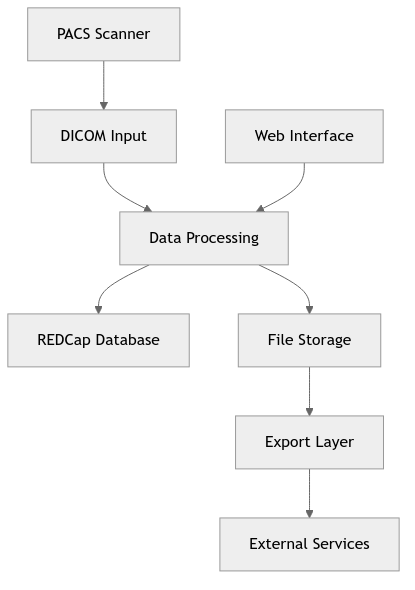 PACS Scanner
DICOM Input
Web Interface
Data Processing
REDCap Database
File Storage
Export Layer
External Services